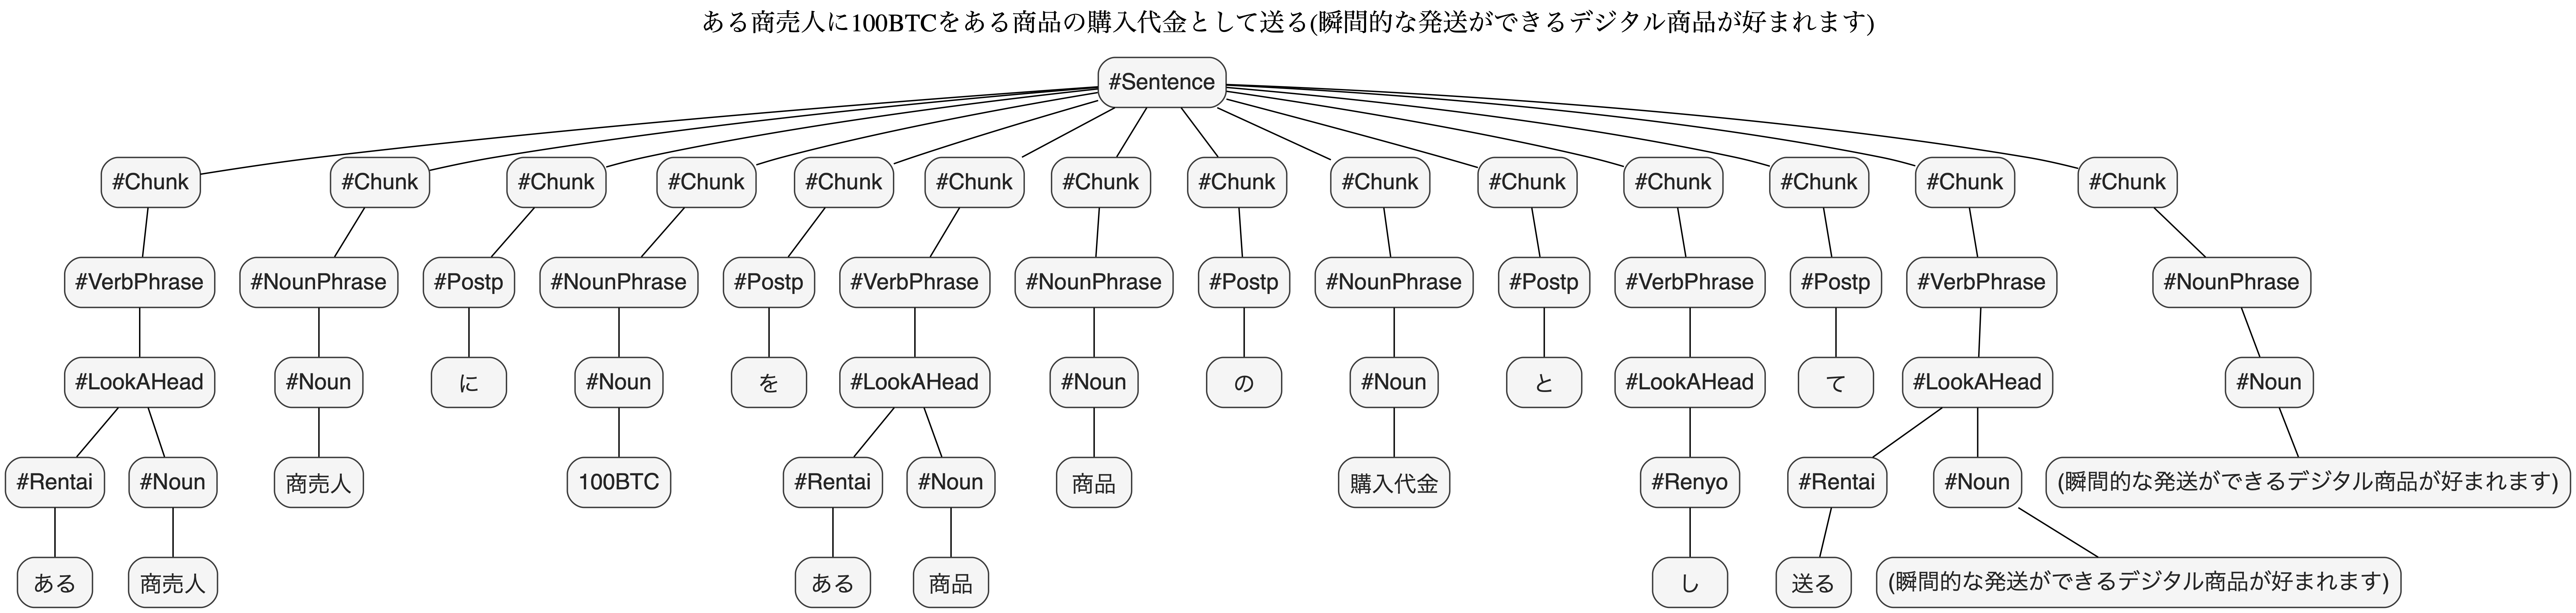 ある商売人に100BTCをある商品の購入代金として送る(瞬間的な発送ができるデジタル商品が好まれます)
#Sentence
#Chunk #Chunk #Chunk #Chunk #Chunk #Chunk #Chunk #Chunk #Chunk #Chunk #Chunk #Chunk #Chunk #Chunk
#VerbPhrase #NounPhrase #Postp #NounPhrase #Postp #VerbPhrase #NounPhrase #Postp #NounPhrase #Postp #VerbPhrase #Postp #VerbPhrase #NounPhrase
#LookAHead #Noun に #Noun を #LookAHead #Noun の #Noun と #LookAHead て #LookAHead #Noun
#Rentai #Noun 商売人 100BTC #Rentai #Noun 商品 購入代金 #Renyo #Rentai #Noun (瞬間的な発送ができるデジタル商品が好まれます)
ある 商売人 ある 商品 し 送る (瞬間的な発送ができるデジタル商品が好まれます)